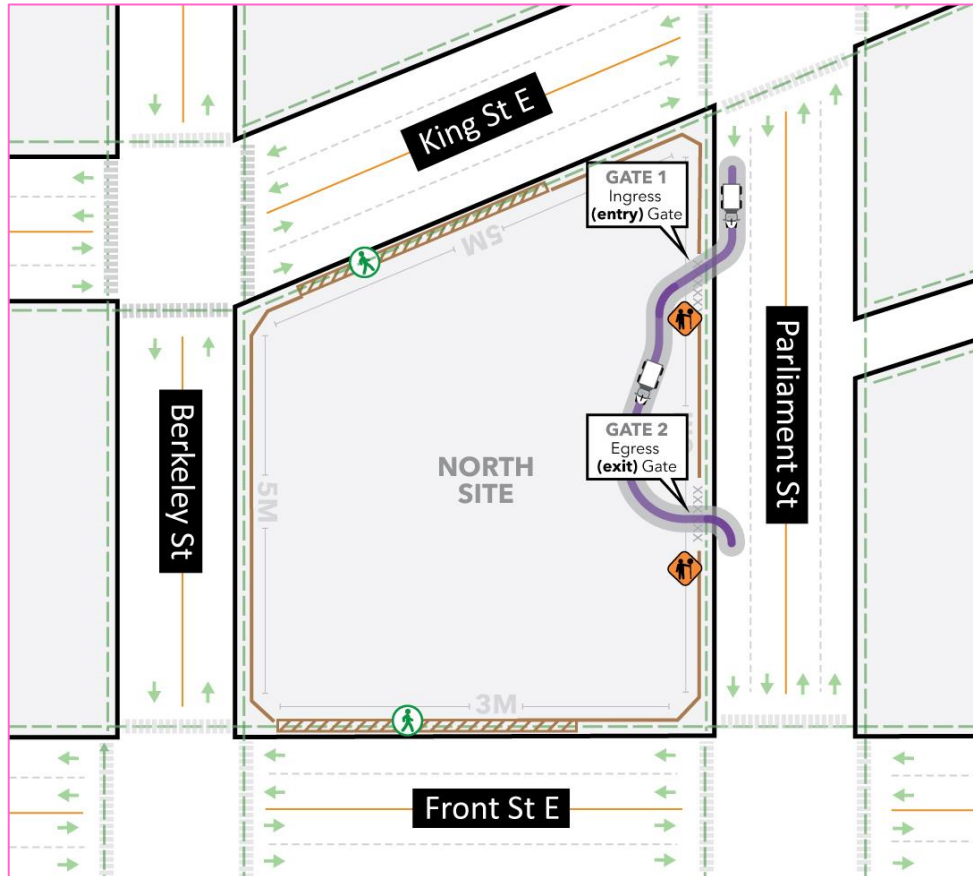 King St E
GATE 1
Ingress
(entry) Gate
5M
Parliament St
Berkeley St
GATE 2
Egress
(exit) Gate
NORTH
SITE
5M
XXXX
3M
Front St E